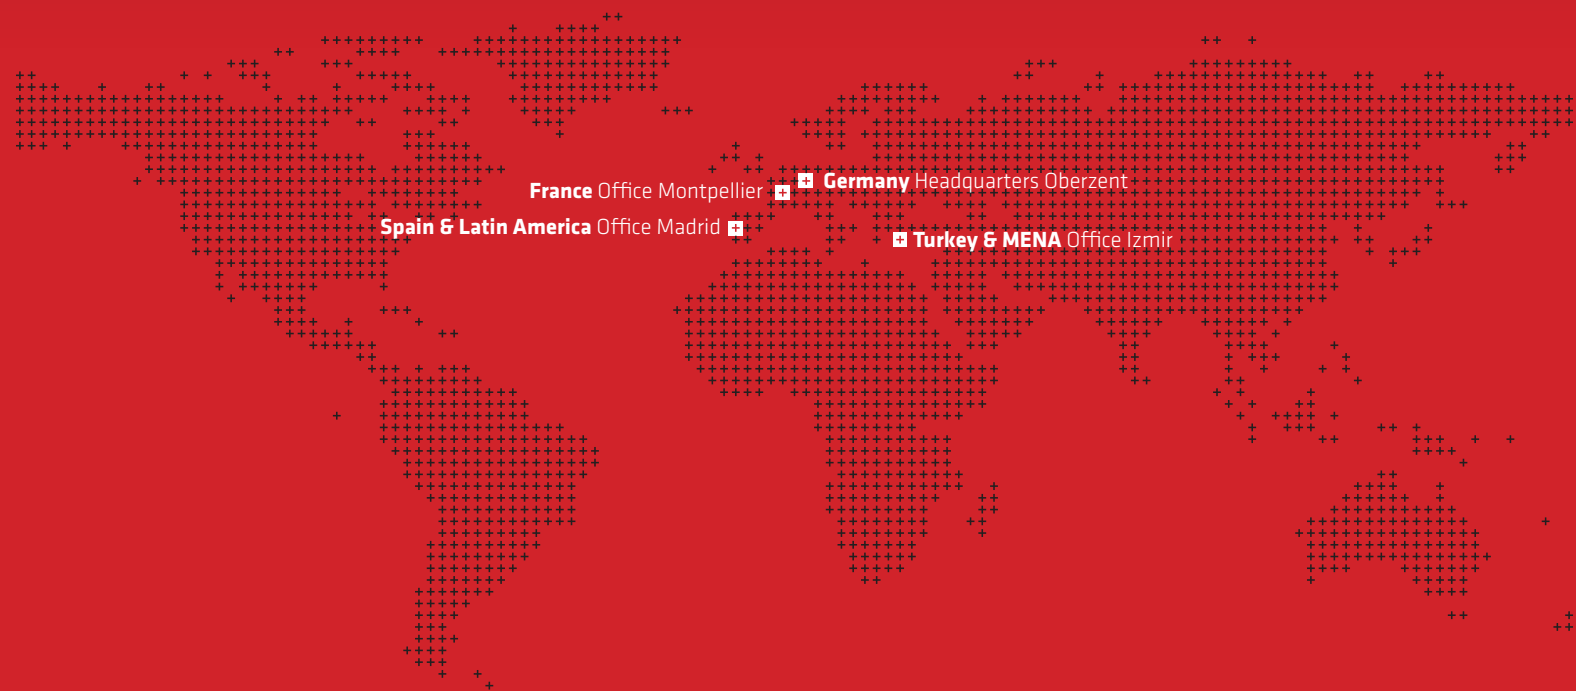 Germany Headquarters Oberzent
France Office Montpellier
Spain & Latin America Office Madrid
Turkey & MENA Office Izmir